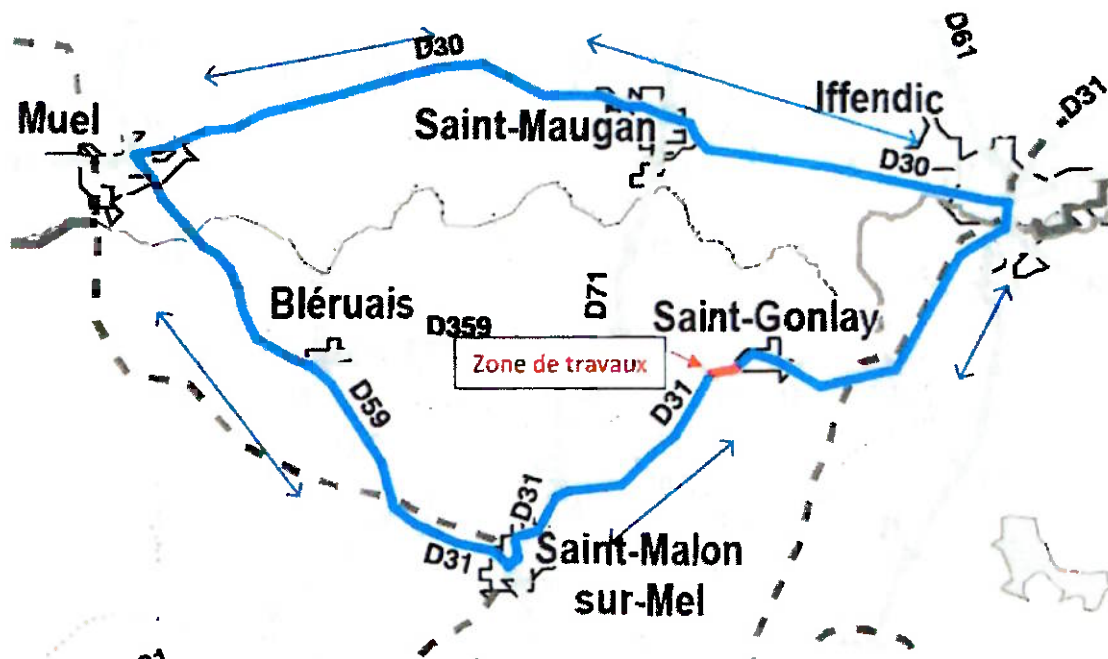 D30
D61
D31
Iffendic
Muel
Saint-Maugan
D30
Bléruais
D71
D359
Saint-Gonlay
Zone de travaux
D59
D31
D31
D31
Saint-Malon
sur-Mel